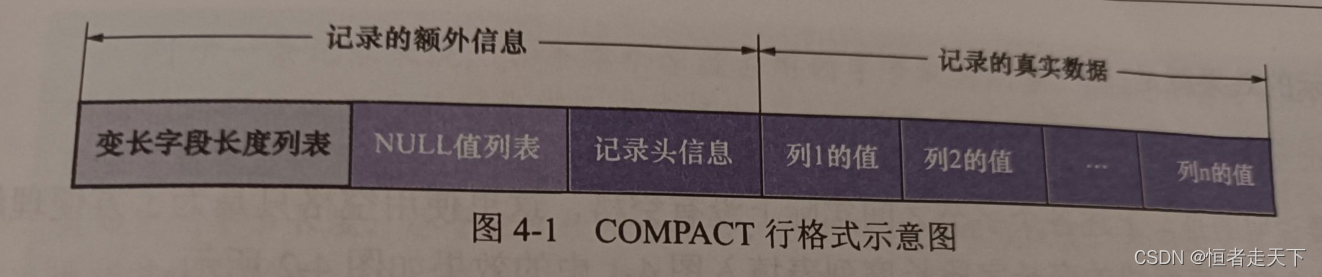 记录的额外信息 记录的真实数据
变长字段长度列表 NULL值列表 记录头信息 列1的值 列2的值 … 列n的值
图 4-1 COMPACT 行格式示意图
CSDN @恒者走天下